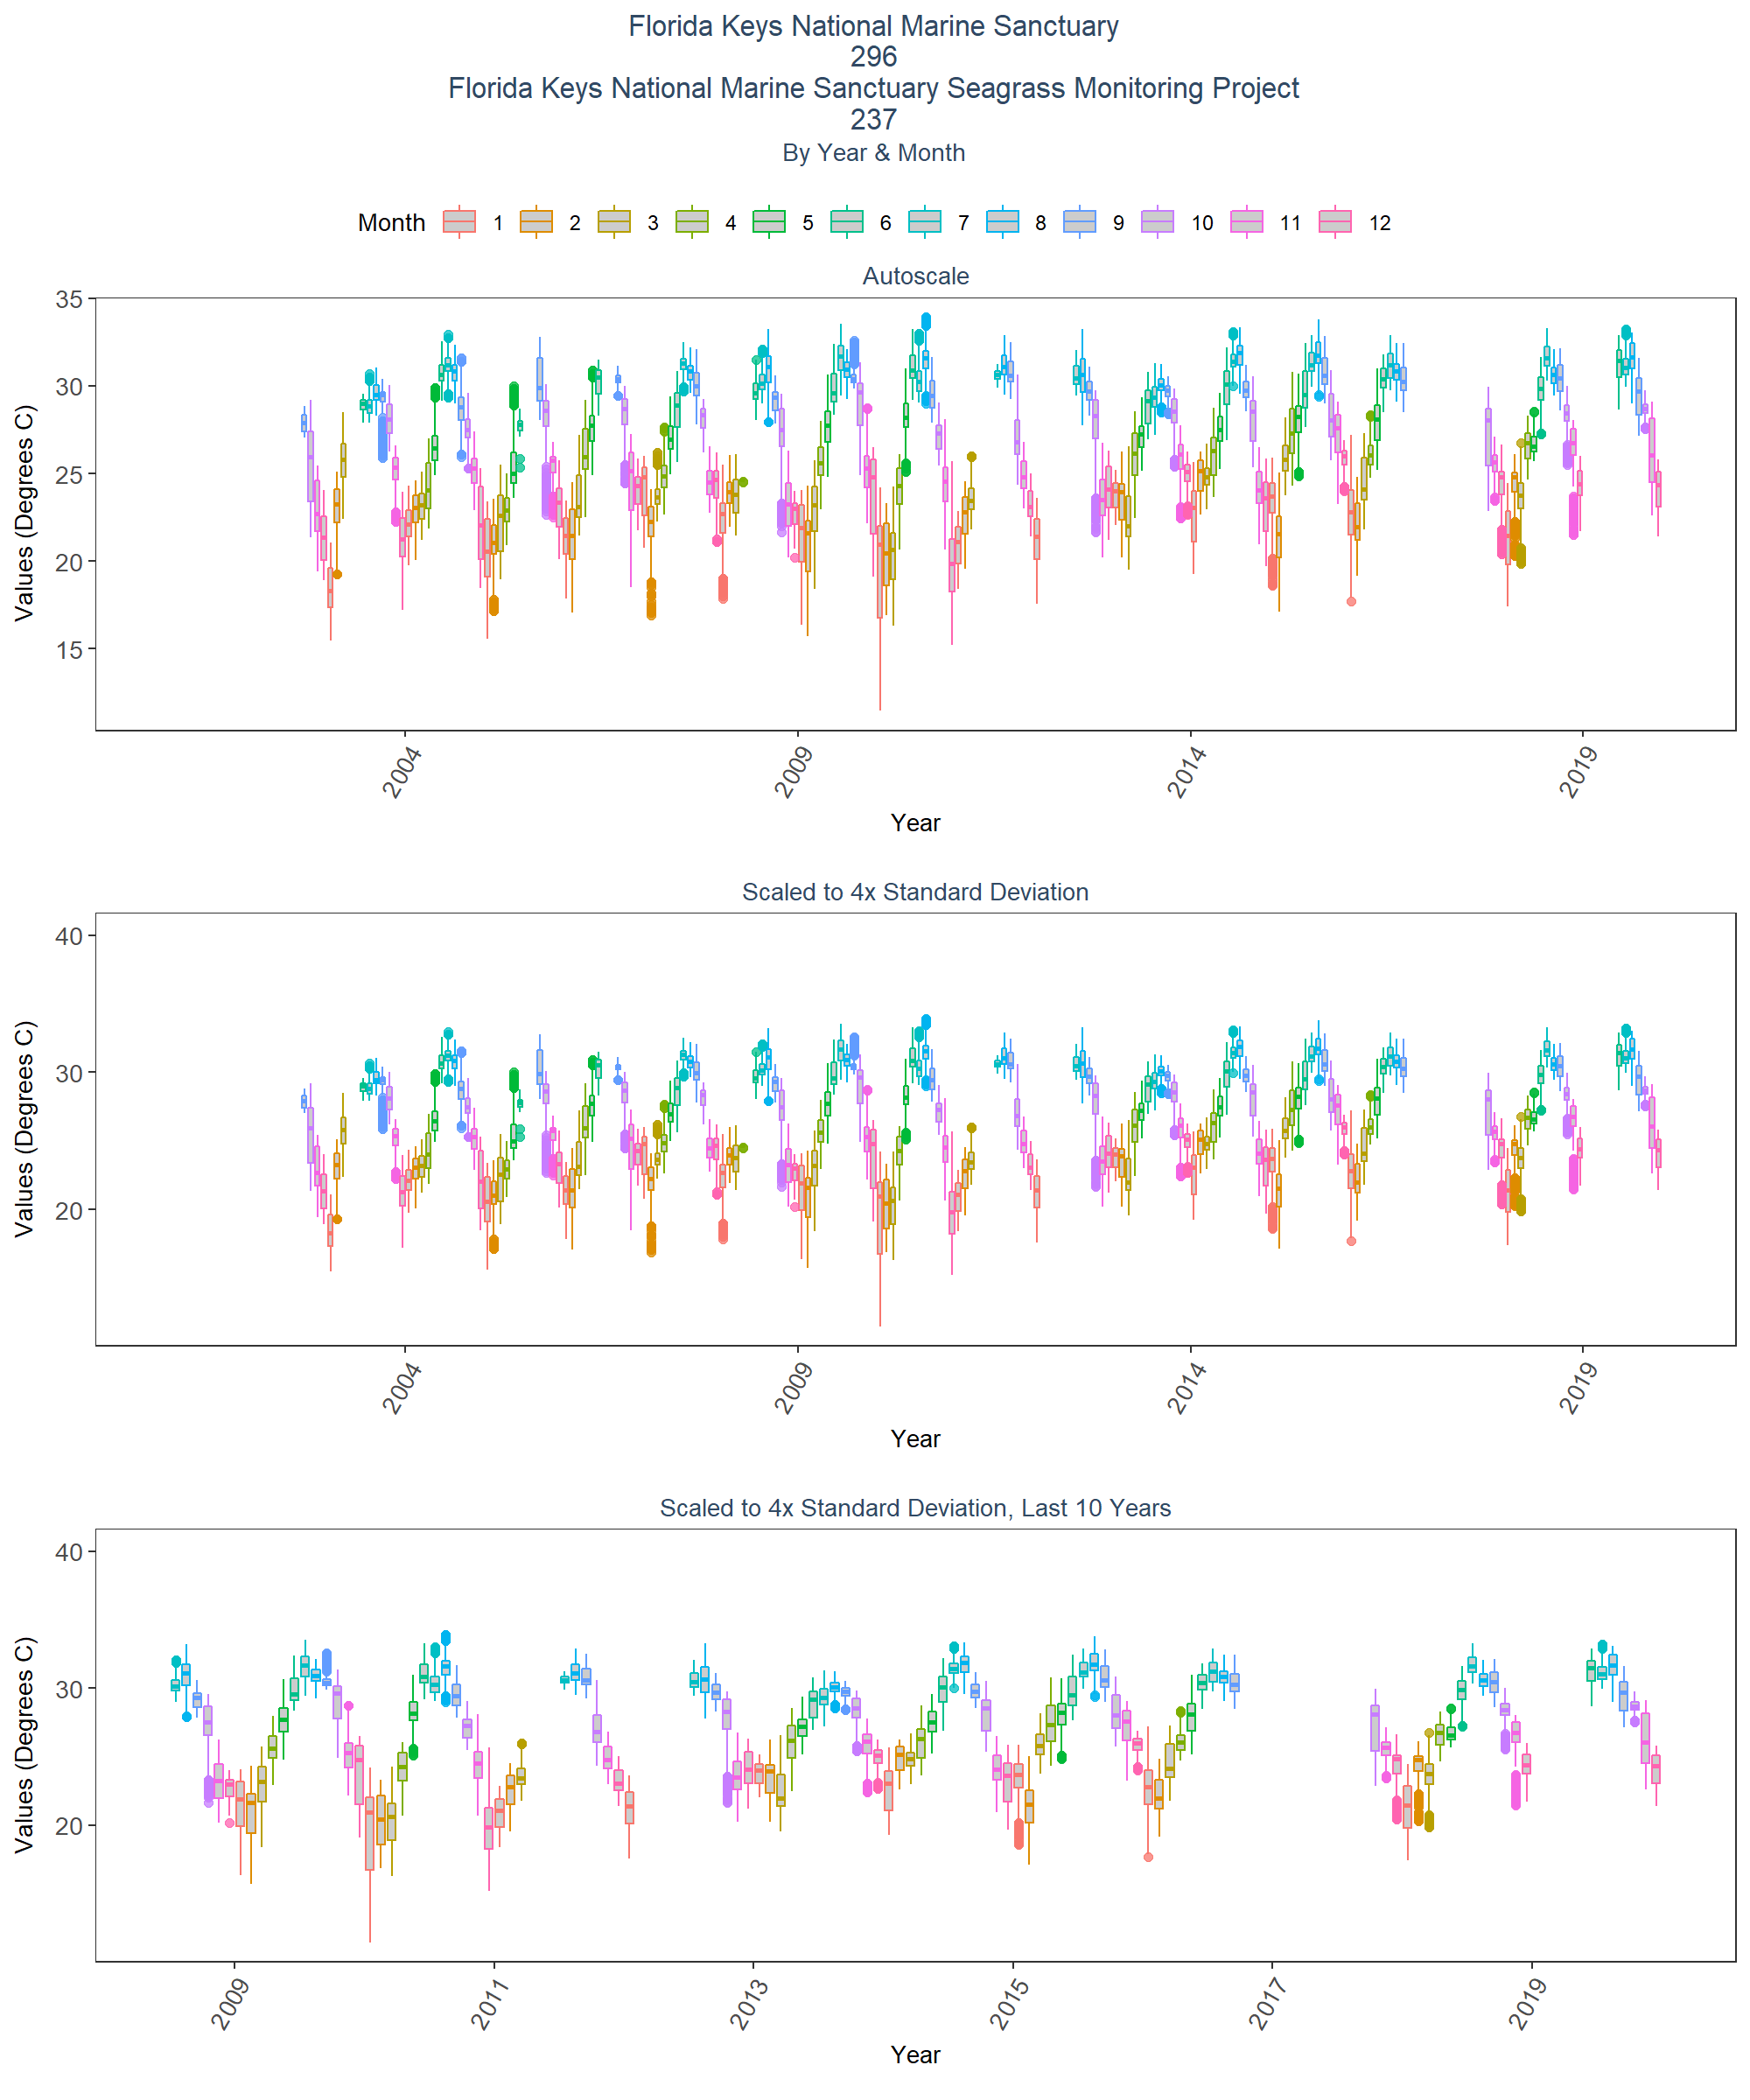 Florida Keys National Marine Sanctuary
296
Florida Keys National Marine Sanctuary Seagrass Monitoring Project
237
By Year & Month
Month 1 2 3 4 5 6 7 8 9 10 11 12
Autoscale
35
30
25
20
15
Values (Degrees C)
2004 2009 2014 2019
Year
Scaled to 4x Standard Deviation
40
30
20
Values (Degrees C)
2004 2009 2014 2019
Year
Scaled to 4x Standard Deviation, Last 10 Years
40
30
20
Values (Degrees C)
2009 2011 2013 2015 2017 2019
Year